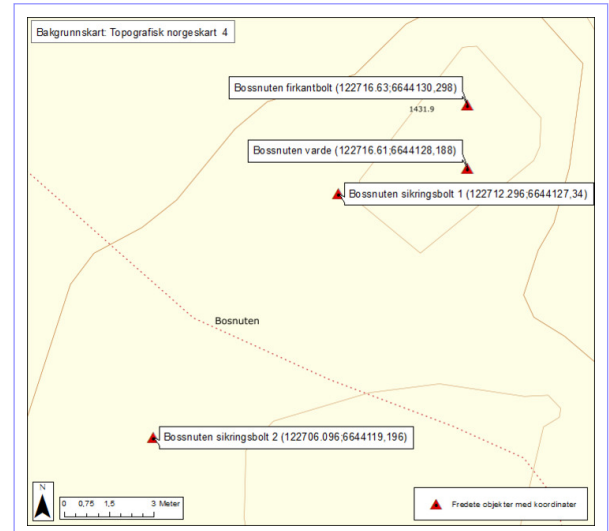 Bakgrunnskart: Topografisk norgeskart 4
Bossnuten firkantbolt (122716.63;6644130,298)
1431.9
Bossnuten varde (122716.61;6644128,188)
Bossnuten sikringsbolt 1 (122712.296;6644127,34)
Bosnuten
Bossnuten sikringsbolt 2 (122706.096;6644119,196)
N
0 0,75 1,5 3 Meter
Fredete objekter med koordinater